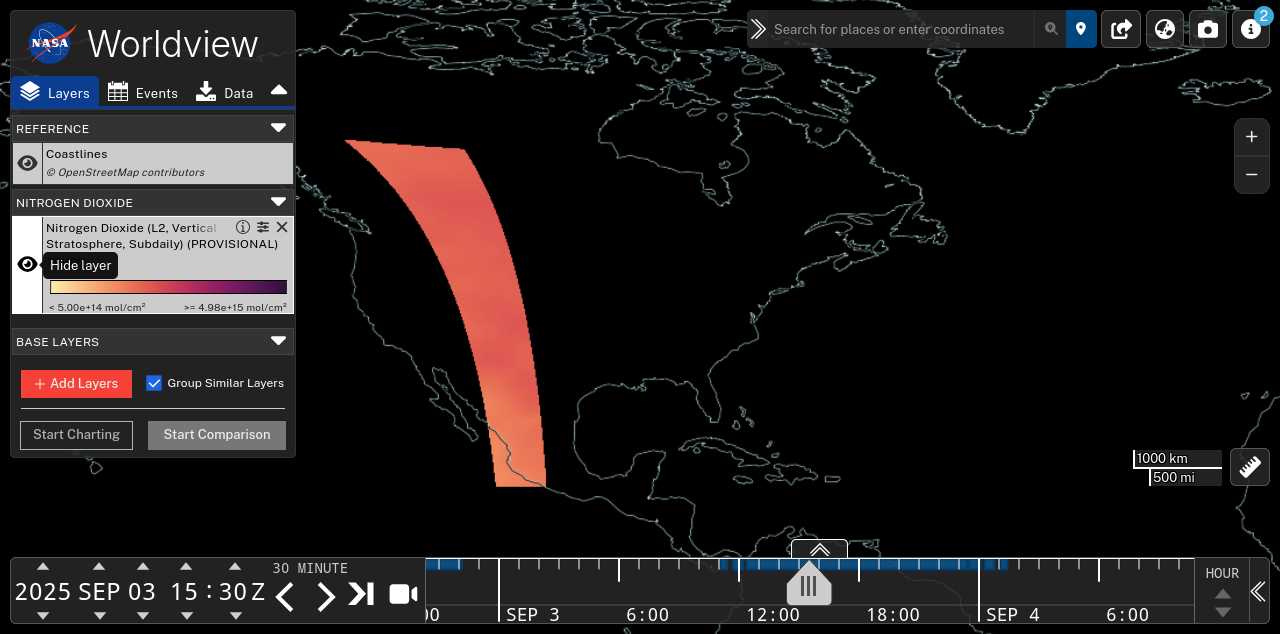 NASA
Worldview
Layers
Events
Data
REFERENCE
Coastlines
© OpenStreetMap contributors
NITROGEN DIOXIDE
Nitrogen Dioxide (L2, Vertical
Stratosphere, Subdaily) (PROVISIONAL)
Hide layer
< 5.00e+14 mol/cm²
>= 4.98e+15 mol/cm²
BASE LAYERS
+ Add Layers
Group Similar Layers
Start Charting
Start Comparison
Search for places or enter coordinates
2
+
−
1000 km
500 mi
2025 SEP 03 15 : 30 Z
30 MINUTE
00
SEP 3
6:00
12:00
18:00
SEP 4
6:00
HOUR